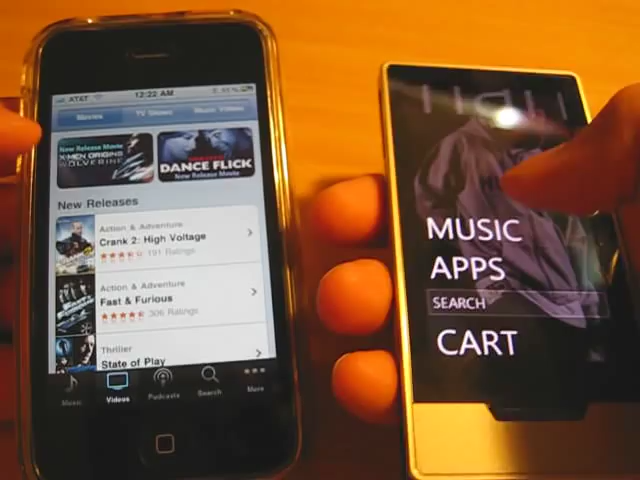 AT&T 12:22 AM
Movies TV Shows Music Videos
New Release Movie
X-MEN ORIGINS
WOLVERINE
DANCE FLICK
New Release Movie
New Releases
Action & Adventure
Crank 2: High Voltage
191 Ratings
Action & Adventure
Fast & Furious
306 Ratings
Thriller
State of Play
Music Videos Podcasts Search More
MUSIC
APPS
SEARCH
CART